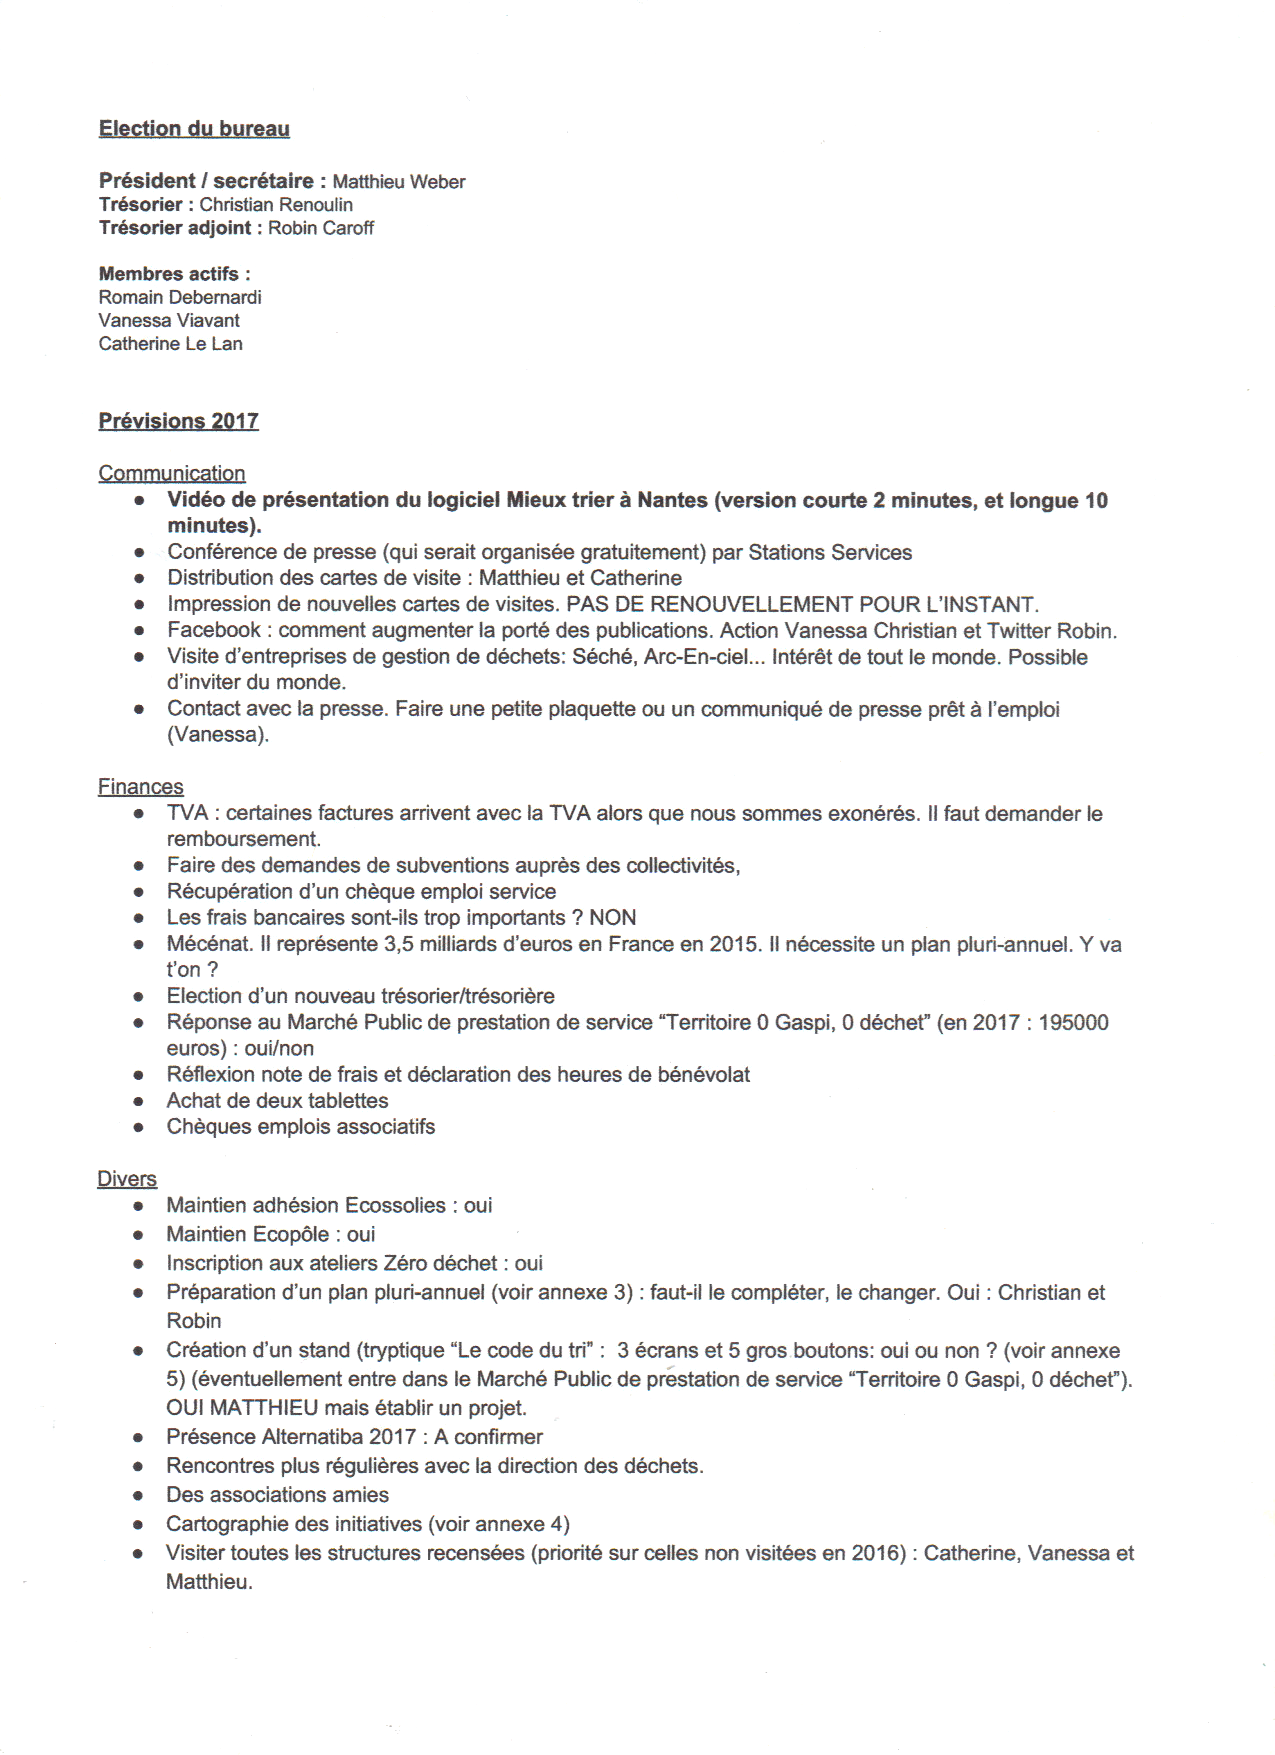 Election du bureau
Président / secrétaire : Matthieu Weber
Trésorier : Christian Renoulin
Trésorier adjoint : Robin Caroff
Membres actifs :
Romain Debernardi
Vanessa Viavant
Catherine Le Lan
Prévisions 2017
Communication
● Vidéo de présentation du logiciel Mieux trier à Nantes (version courte 2 minutes, et longue 10
minutes).
● Conférence de presse (qui serait organisée gratuitement) par Stations Services
● Distribution des cartes de visite : Matthieu et Catherine
● Impression de nouvelles cartes de visites. PAS DE RENOUVELLEMENT POUR L'INSTANT.
● Facebook : comment augmenter la porté des publications. Action Vanessa Christian et Twitter Robin.
● Visite d'entreprises de gestion de déchets: Séché, Arc-En-ciel... Intérêt de tout le monde. Possible
d'inviter du monde.
● Contact avec la presse. Faire une petite plaquette ou un communiqué de presse prêt à l'emploi
(Vanessa).
Finances
● TVA : certaines factures arrivent avec la TVA alors que nous sommes exonérés. Il faut demander le
remboursement.
● Faire des demandes de subventions auprès des collectivités,
● Récupération d'un chèque emploi service
● Les frais bancaires sont-ils trop importants ? NON
● Mécénat. Il représente 3,5 milliards d'euros en France en 2015. Il nécessite un plan pluri-annuel. Y va
t'on ?
● Election d'un nouveau trésorier/trésorière
● Réponse au Marché Public de prestation de service “Territoire 0 Gaspi, 0 déchet” (en 2017 : 195000
euros) : oui/non
● Réflexion note de frais et déclaration des heures de bénévolat
● Achat de deux tablettes
● Chèques emplois associatifs
Divers
● Maintien adhésion Ecossolies : oui
● Maintien Ecopôle : oui
● Inscription aux ateliers Zéro déchet : oui
● Préparation d'un plan pluri-annuel (voir annexe 3) : faut-il le compléter, le changer. Oui : Christian et
Robin
● Création d'un stand (tryptique “Le code du tri” : 3 écrans et 5 gros boutons: oui ou non ? (voir annexe
5) (éventuellement entre dans le Marché Public de prestation de service “Territoire 0 Gaspi, 0 déchet”).
OUI MATTHIEU mais établir un projet.
● Présence Alternatiba 2017 : A confirmer
● Rencontres plus régulières avec la direction des déchets.
● Des associations amies
● Cartographie des initiatives (voir annexe 4)
● Visiter toutes les structures recensées (priorité sur celles non visitées en 2016) : Catherine, Vanessa et
Matthieu.